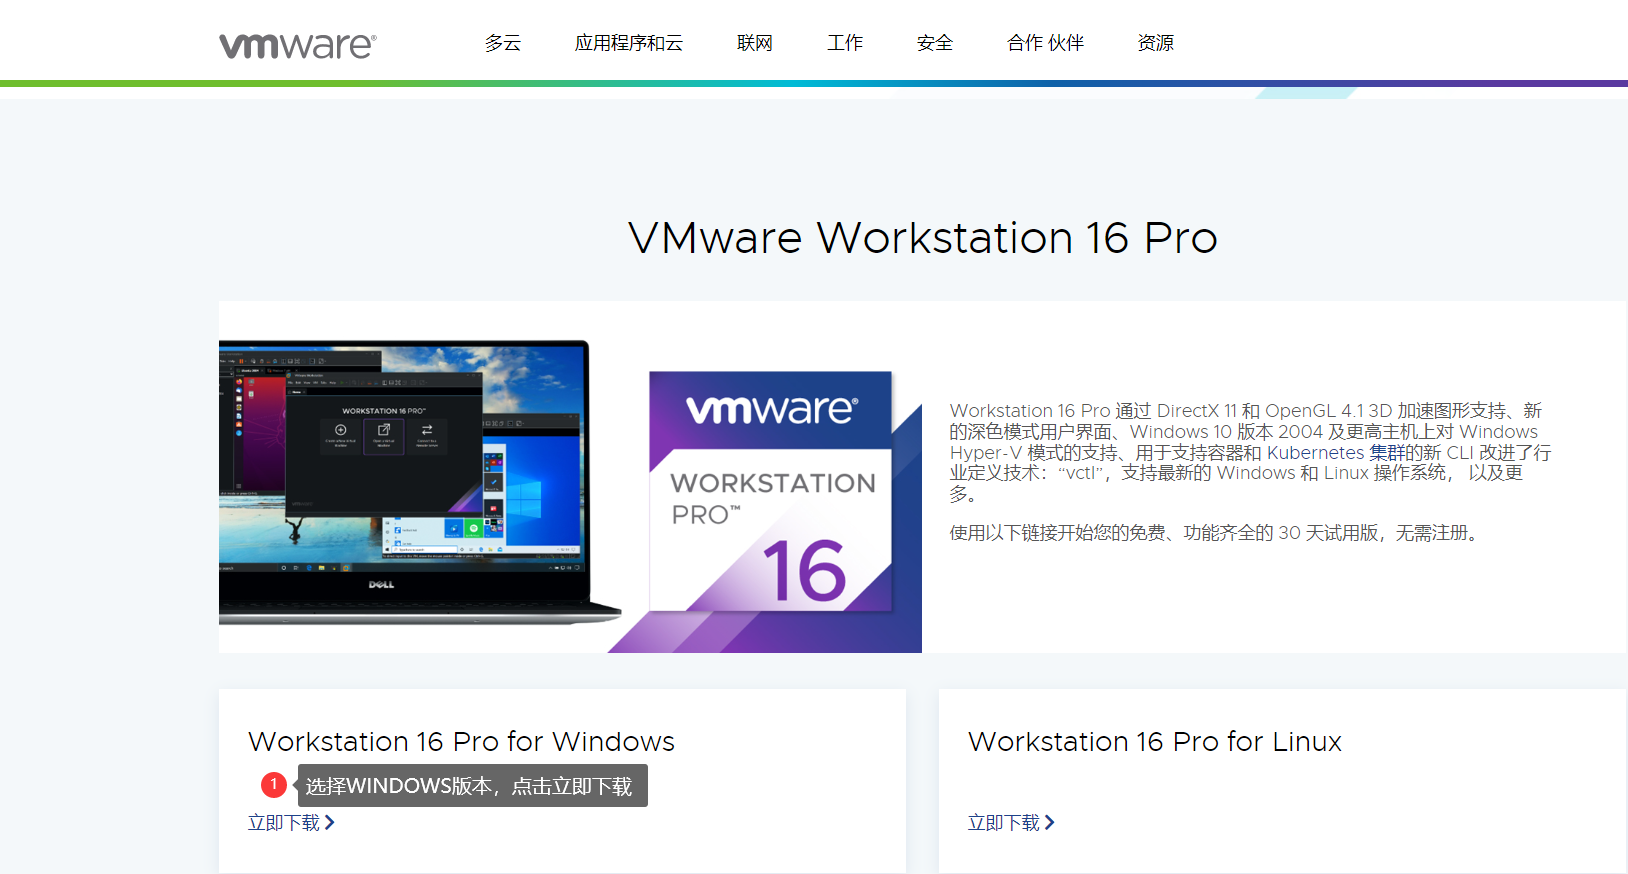 vmware®
多云 应用程序和云 联网 工作 安全 合作 伙伴 资源
VMware Workstation 16 Pro
WORKSTATION 16 PRO™
DELL
vmware®
WORKSTATION
PRO™
16
Workstation 16 Pro 通过 DirectX 11 和 OpenGL 4.1 3D 加速图形支持、新
的深色模式用户界面、Windows 10 版本 2004 及更高主机上对 Windows
Hyper-V 模式的支持、用于支持容器和 Kubernetes 集群的新 CLI 改进了行
业定义技术：“vctl”，支持最新的 Windows 和 Linux 操作系统， 以及更
多。
使用以下链接开始您的免费、功能齐全的 30 天试用版，无需注册。
Workstation 16 Pro for Windows
1 选择WINDOWS版本，点击立即下载
立即下载
Workstation 16 Pro for Linux
立即下载